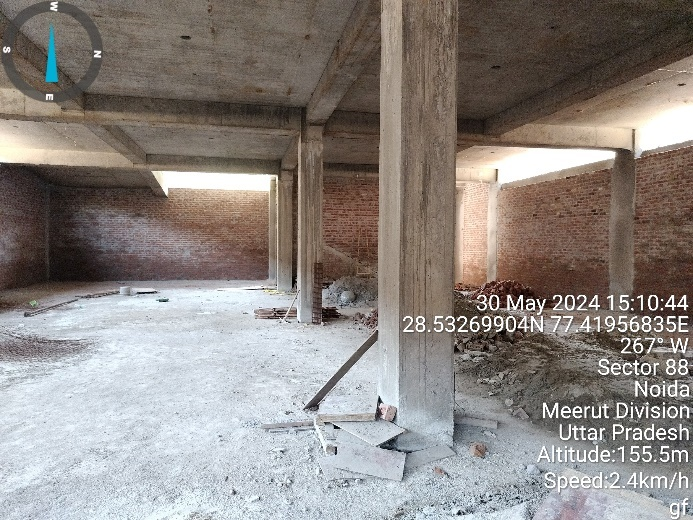 W
S
N
E
30 May 2024 15:10:44
28.53269904N 77.41956835E
267° W
Sector 88
Noida
Meerut Division
Uttar Pradesh
Altitude:155.5m
Speed:2.4km/h
gf